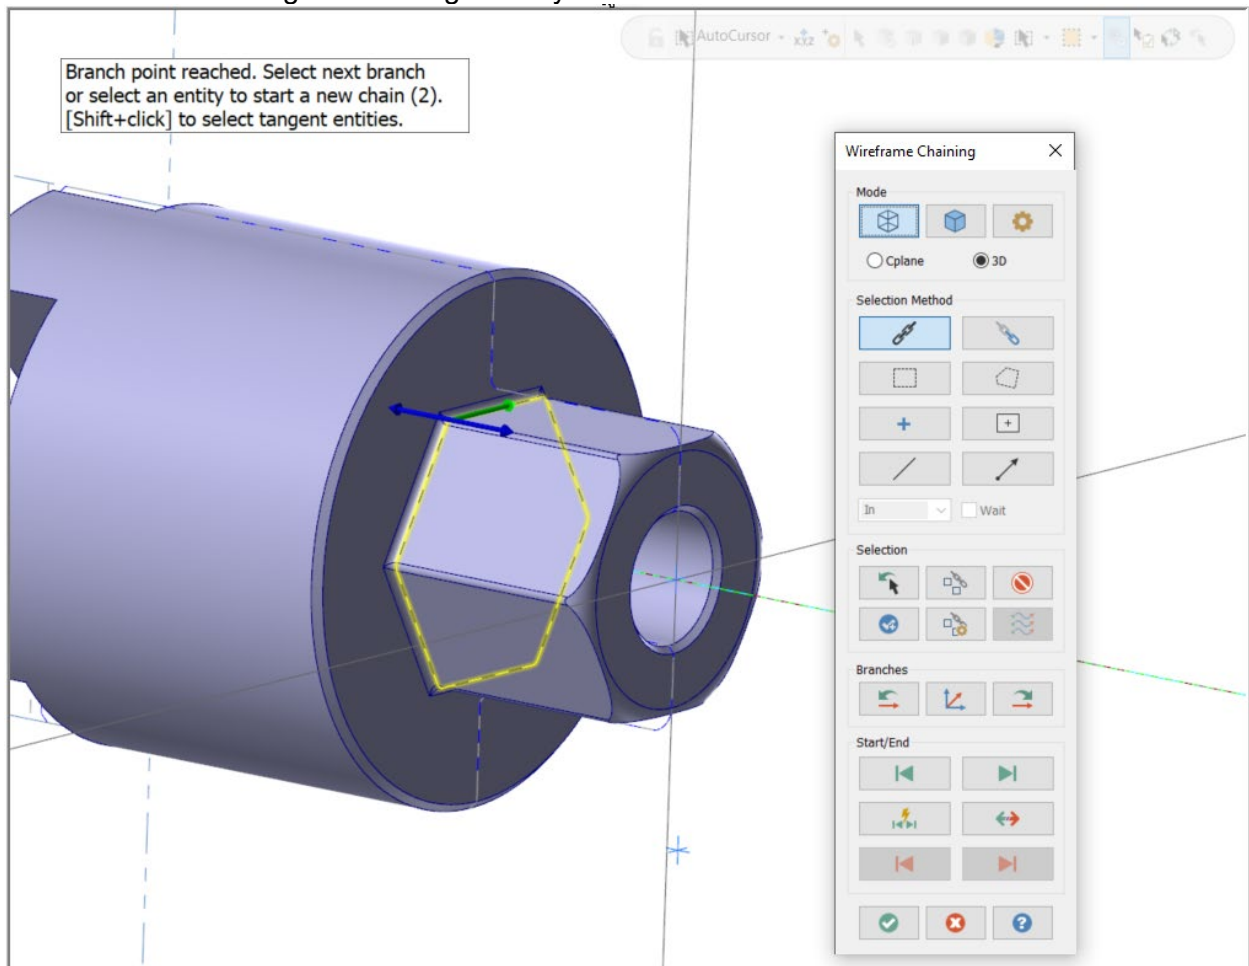 AutoCursor
Branch point reached. Select next branch
or select an entity to start a new chain (2).
[Shift+click] to select tangent entities.
Wireframe Chaining
Mode
Cplane
3D
Selection Method
In
Wait
Selection
Branches
Start/End